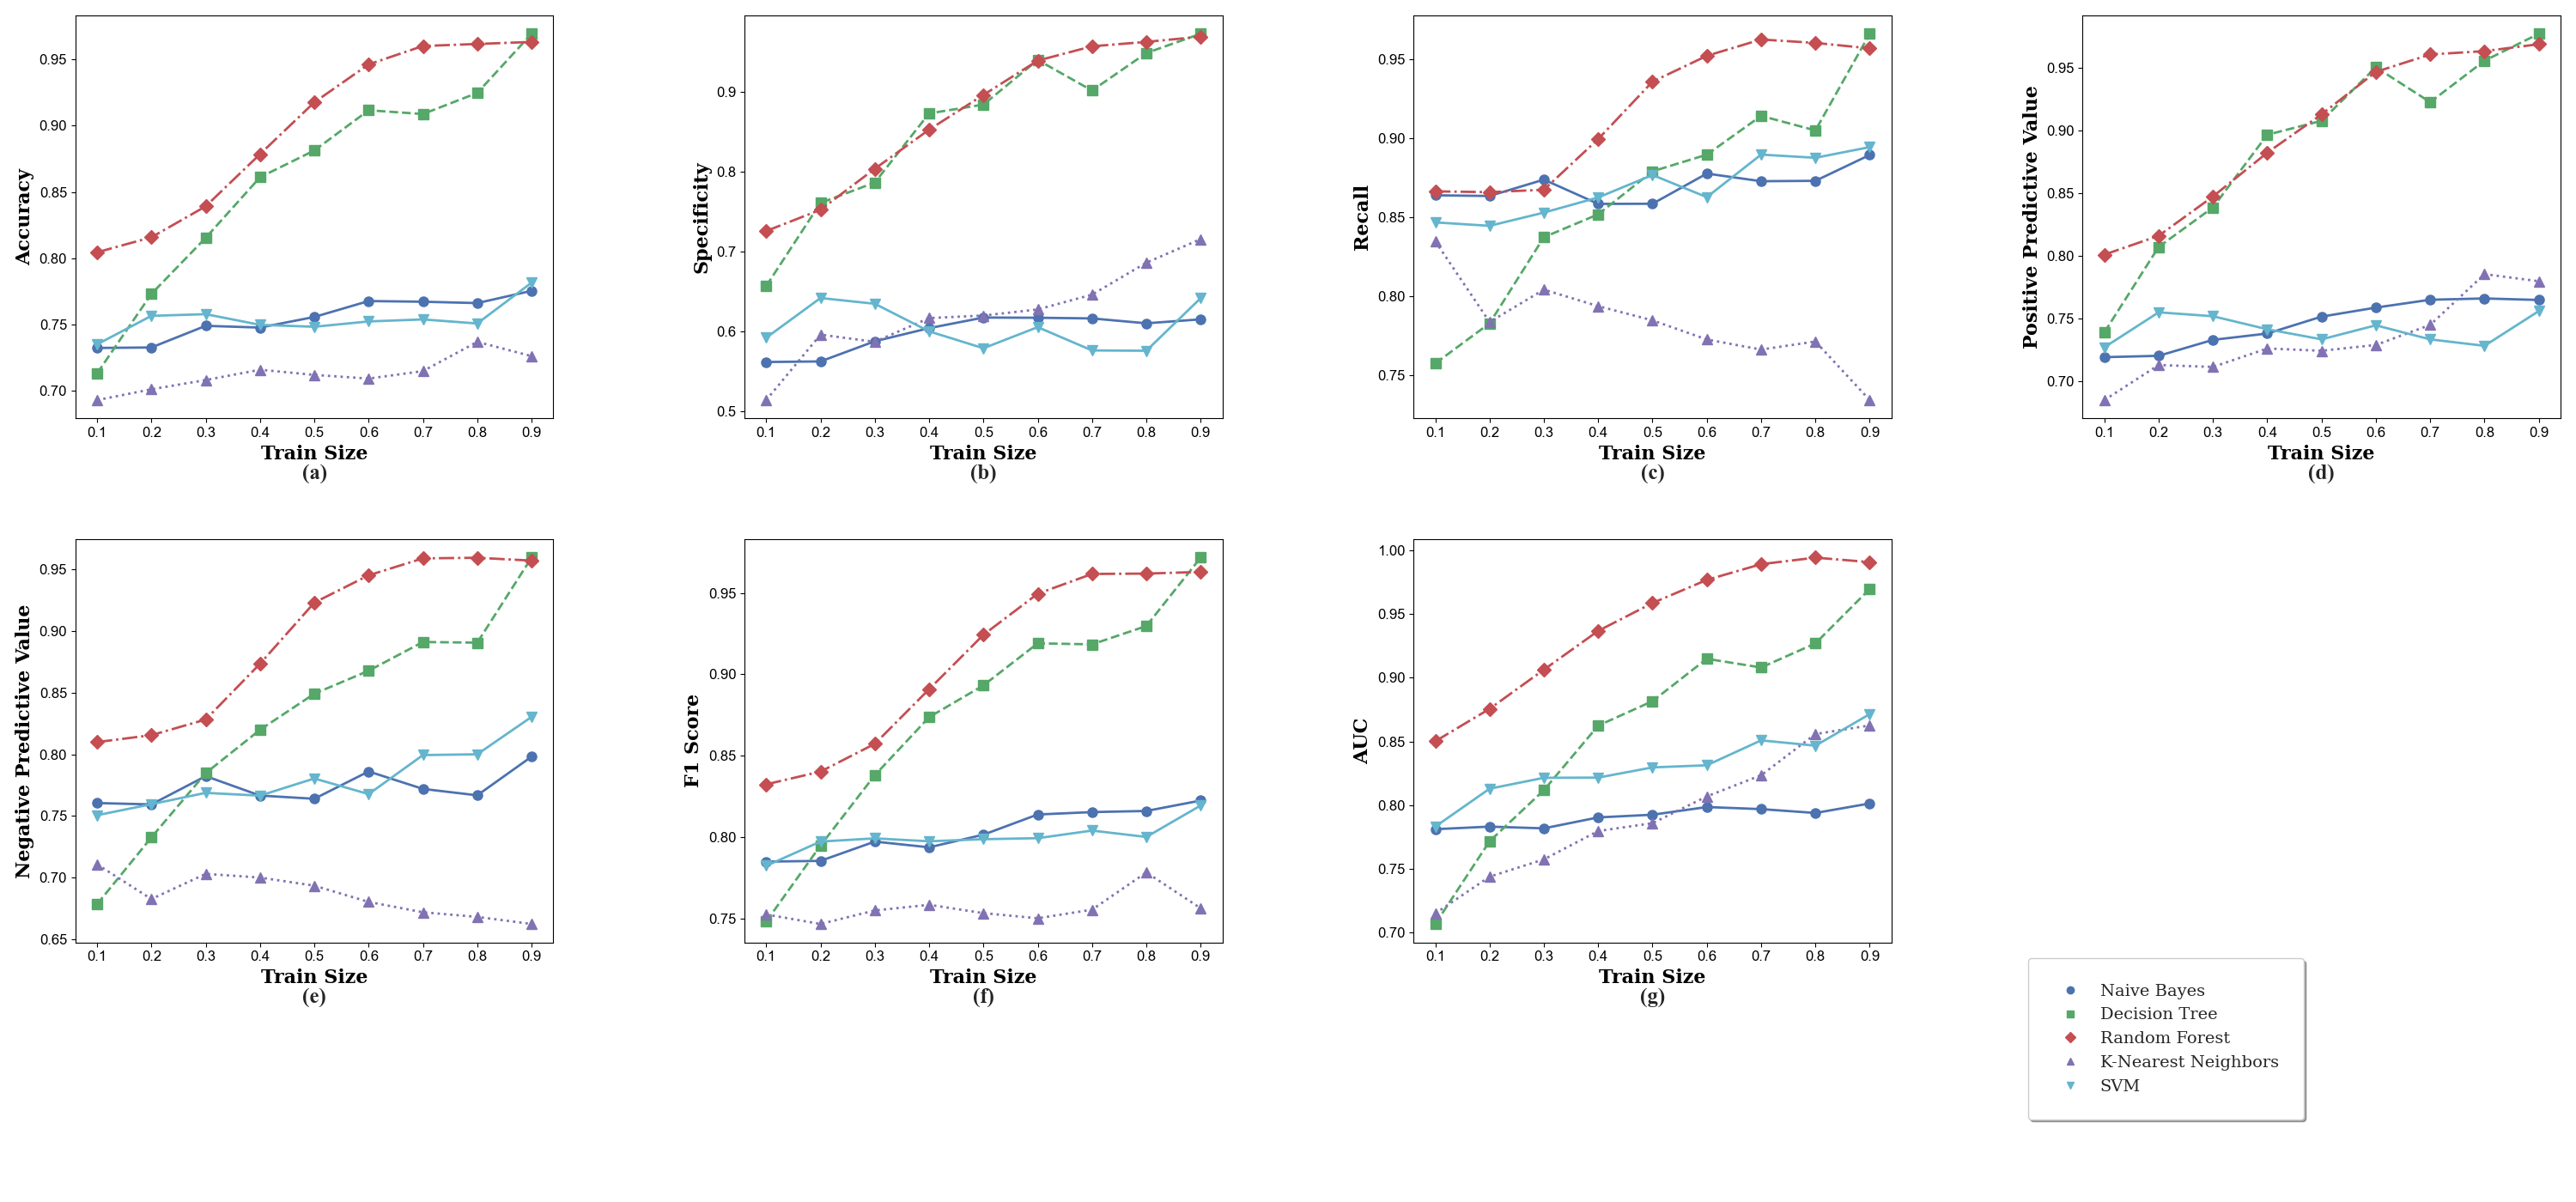 Accuracy
0.95
0.90
0.85
0.80
0.75
0.70
0.1 0.2 0.3 0.4 0.5 0.6 0.7 0.8 0.9
Train Size
(a)
Specificity
0.9
0.8
0.7
0.6
0.5
0.1 0.2 0.3 0.4 0.5 0.6 0.7 0.8 0.9
Train Size
(b)
Recall
0.95
0.90
0.85
0.80
0.75
0.1 0.2 0.3 0.4 0.5 0.6 0.7 0.8 0.9
Train Size
(c)
Positive Predictive Value
0.95
0.90
0.85
0.80
0.75
0.70
0.1 0.2 0.3 0.4 0.5 0.6 0.7 0.8 0.9
Train Size
(d)
Negative Predictive Value
0.95
0.90
0.85
0.80
0.75
0.70
0.65
0.1 0.2 0.3 0.4 0.5 0.6 0.7 0.8 0.9
Train Size
(e)
F1 Score
0.95
0.90
0.85
0.80
0.75
0.1 0.2 0.3 0.4 0.5 0.6 0.7 0.8 0.9
Train Size
(f)
AUC
1.00
0.95
0.90
0.85
0.80
0.75
0.70
0.1 0.2 0.3 0.4 0.5 0.6 0.7 0.8 0.9
Train Size
(g)
Naive Bayes
Decision Tree
Random Forest
K-Nearest Neighbors
SVM